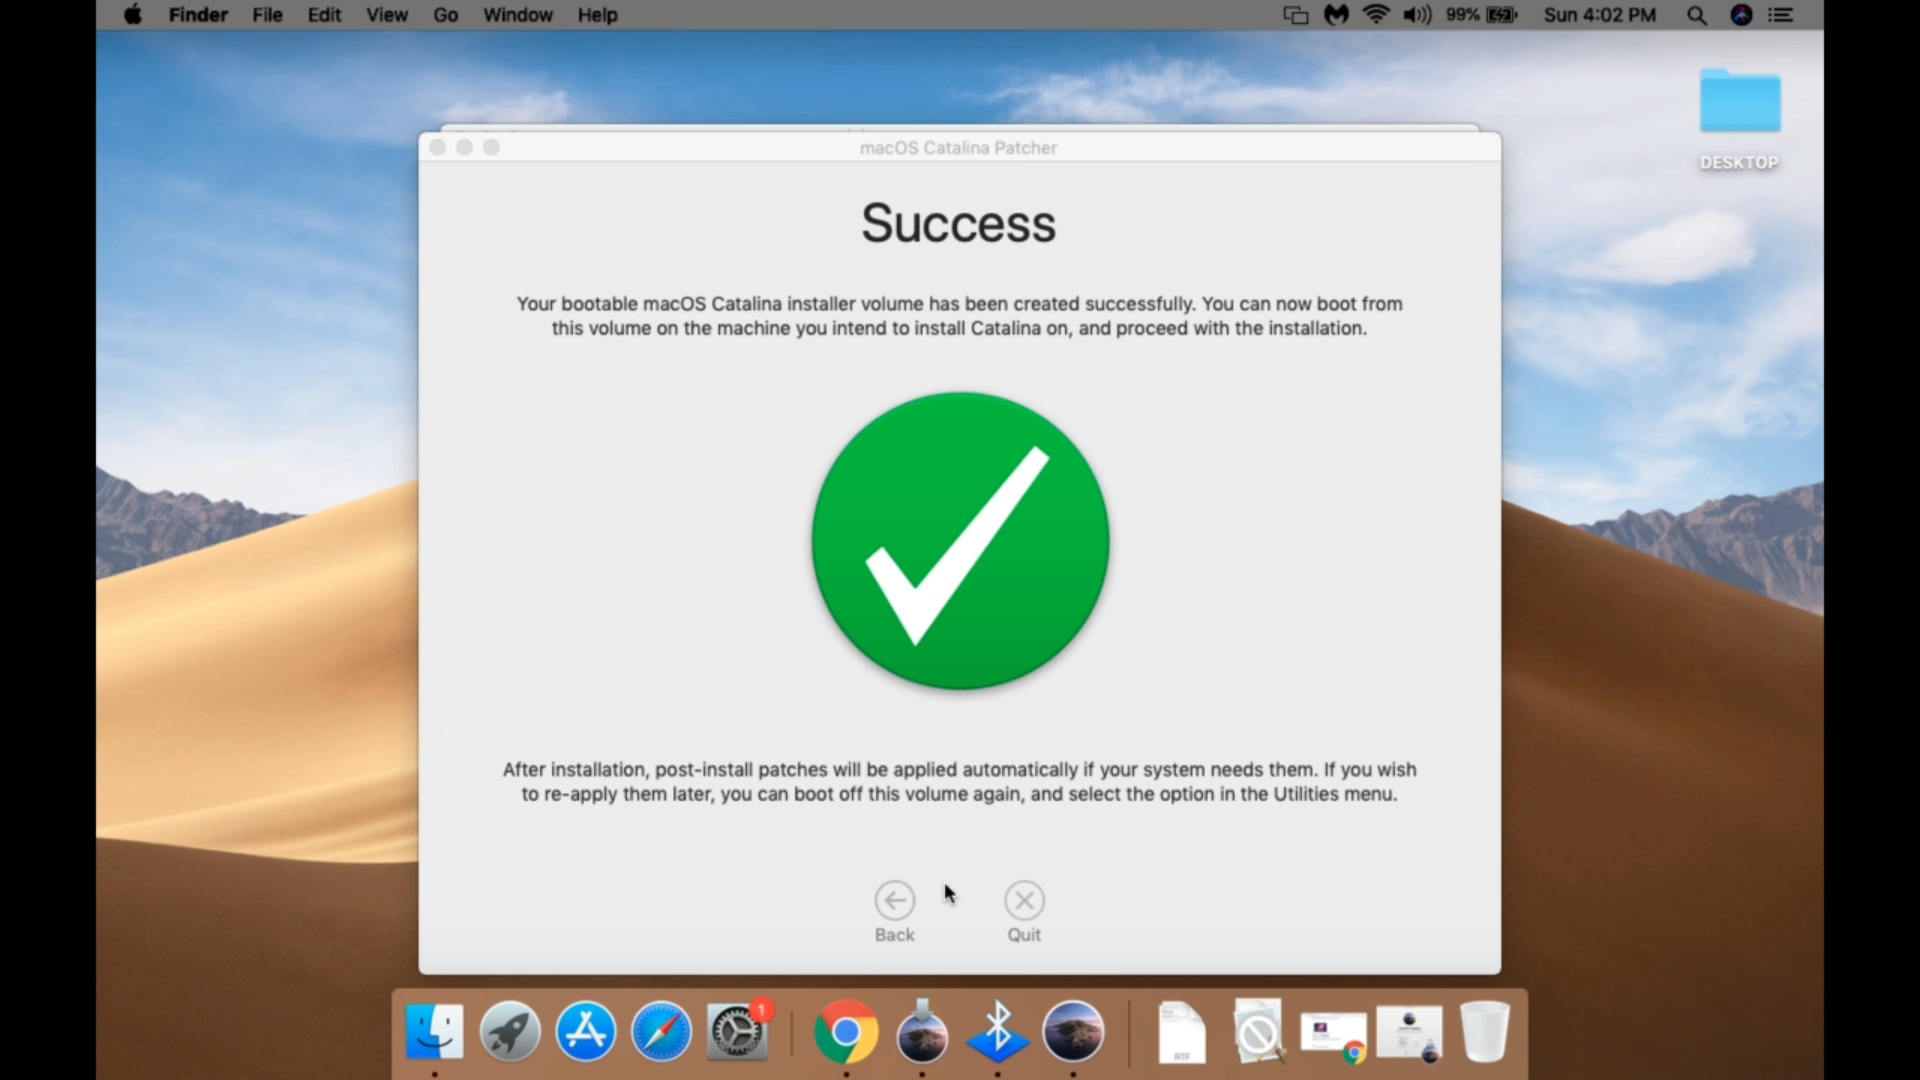 Finder File Edit View Go Window Help 99% Sun 4:02 PM
DESKTOP
macOS Catalina Patcher
Success
Your bootable macOS Catalina installer volume has been created successfully. You can now boot from
this volume on the machine you intend to install Catalina on, and proceed with the installation.
After installation, post-install patches will be applied automatically if your system needs them. If you wish
to re-apply them later, you can boot off this volume again, and select the option in the Utilities menu.
Back Quit
1
RTF